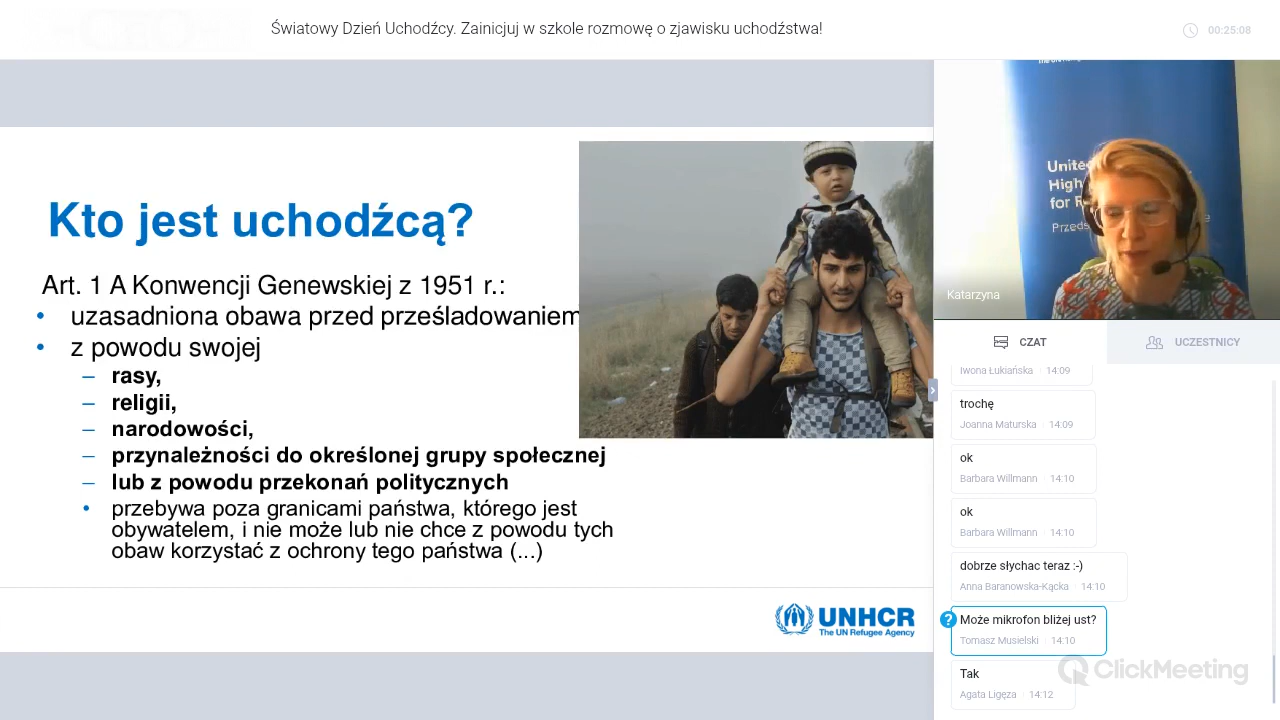 Światowy Dzień Uchodźcy. Zainicjuj w szkole rozmowę o zjawisku uchodźstwa!
00:25:08
Kto jest uchodźcą?
Art. 1 A Konwencji Genewskiej z 1951 r.:
• uzasadniona obawa przed prześladowaniem
• z powodu swojej
– rasy,
– religii,
– narodowości,
– przynależności do określonej grupy społecznej
– lub z powodu przekonań politycznych
• przebywa poza granicami państwa, którego jest
obywatelem, i nie może lub nie chce z powodu tych
obaw korzystać z ochrony tego państwa (...)
UNHCR
The UN Refugee Agency
High
for R
Katarzyna
CZAT
UCZESTNICY
Iwona Łukiańska 14:09
trochę
Joanna Maturska 14:09
ok
Barbara Willmann 14:10
ok
Barbara Willmann 14:10
dobrze słychac teraz :-)
Anna Baranowska-Kącka 14:10
? Może mikrofon bliżej ust?
Tomasz Musielski 14:10
Tak
Agata Ligęza 14:12
ClickMeeting